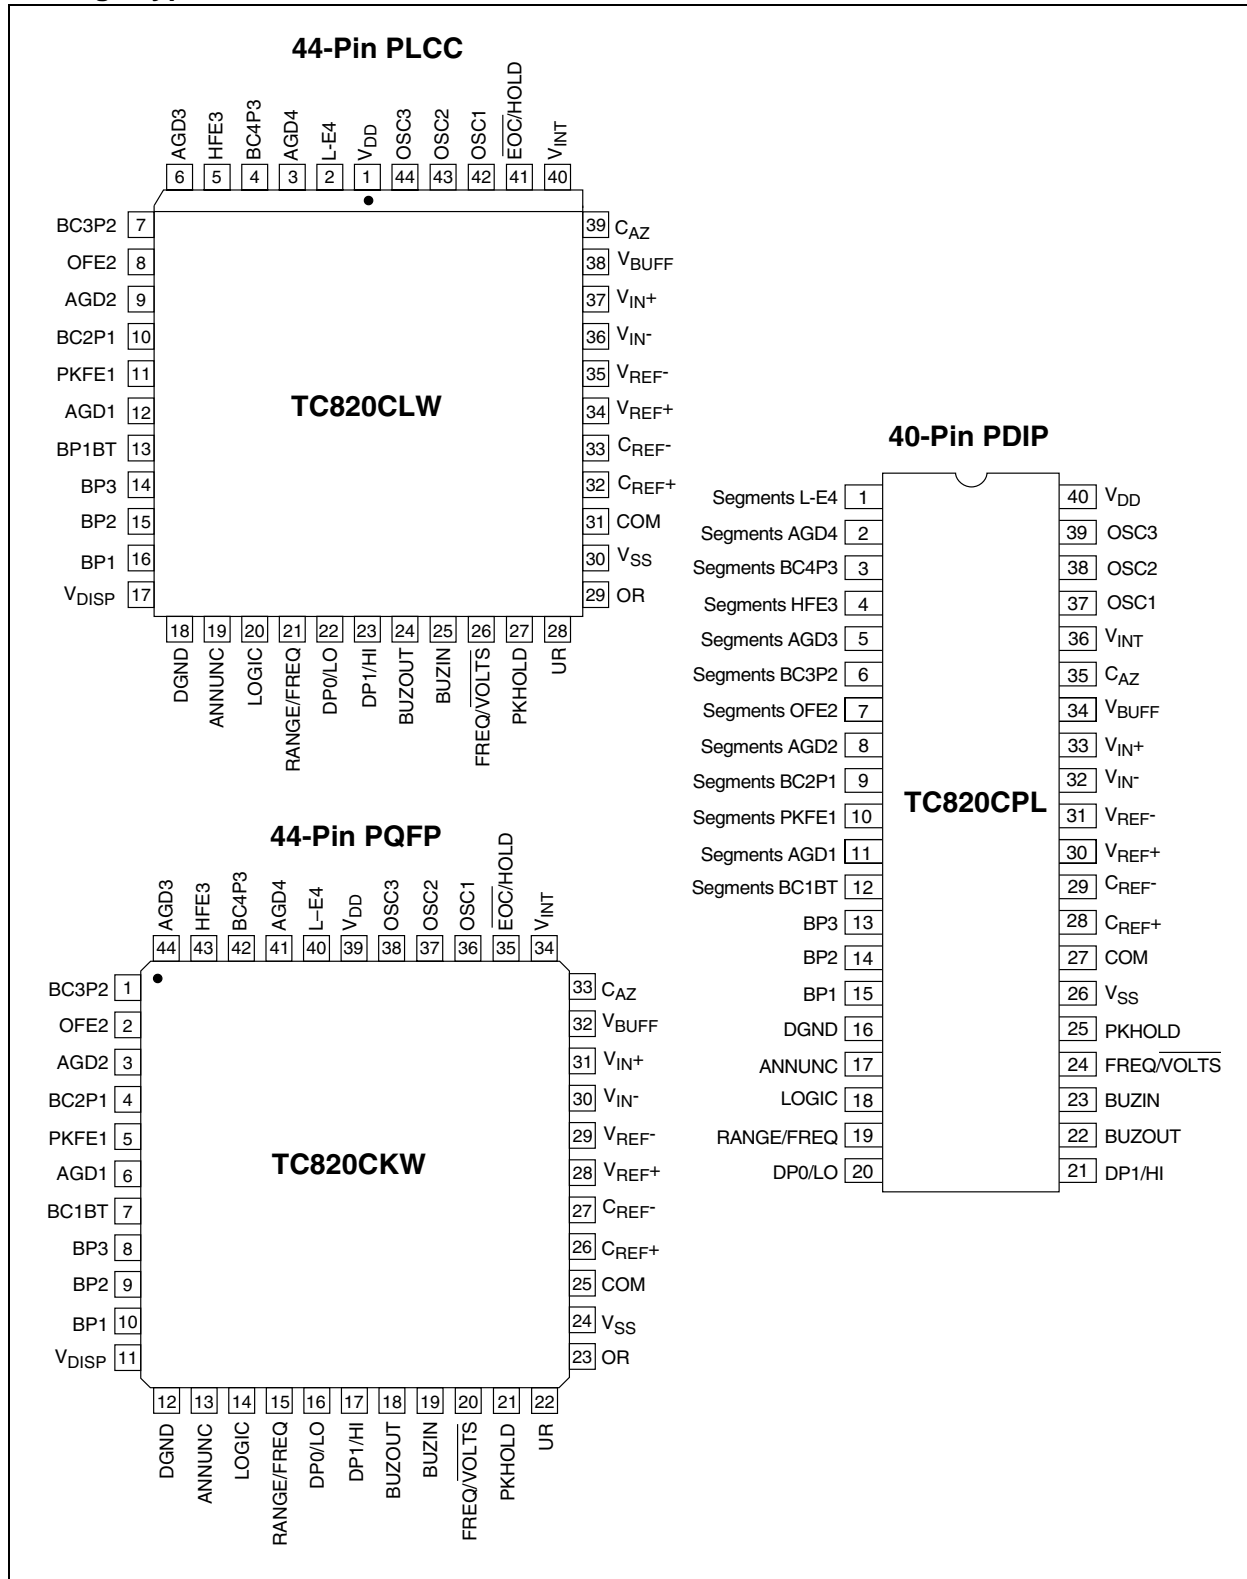 44-Pin PLCC
AGD3
HFE3
BC4P3
AGD4
L-E4
VDD
OSC3
OSC2
OSC1
EOC/HOLD
VINT
6 5 4 3 2 1 44 43 42 41 40
BC3P2 7
OFE2 8
AGD2 9
BC2P1 10
PKFE1 11
AGD1 12
BP1BT 13
BP3 14
BP2 15
BP1 16
VDISP 17
TC820CLW
39 CAZ
38 VBUFF
37 VIN+
36 VIN-
35 VREF-
34 VREF+
33 CREF-
32 CREF+
31 COM
30 VSS
29 OR
18 19 20 21 22 23 24 25 26 27 28
DGND
ANNUNC
LOGIC
RANGE/FREQ
DP0/LO
DP1/HI
BUZOUT
BUZIN
FREQ/VOLTS
PKHOLD
UR
44-Pin PQFP
AGD3
HFE3
BC4P3
AGD4
L–E4
VDD
OSC3
OSC2
OSC1
EOC/HOLD
VINT
44 43 42 41 40 39 38 37 36 35 34
BC3P2 1
OFE2 2
AGD2 3
BC2P1 4
PKFE1 5
AGD1 6
BC1BT 7
BP3 8
BP2 9
BP1 10
VDISP 11
TC820CKW
33 CAZ
32 VBUFF
31 VIN+
30 VIN-
29 VREF-
28 VREF+
27 CREF-
26 CREF+
25 COM
24 VSS
23 OR
12 13 14 15 16 17 18 19 20 21 22
DGND
ANNUNC
LOGIC
RANGE/FREQ
DP0/LO
DP1/HI
BUZOUT
BUZIN
FREQ/VOLTS
PKHOLD
UR
40-Pin PDIP
Segments L-E4 1
Segments AGD4 2
Segments BC4P3 3
Segments HFE3 4
Segments AGD3 5
Segments BC3P2 6
Segments OFE2 7
Segments AGD2 8
Segments BC2P1 9
Segments PKFE1 10
Segments AGD1 11
Segments BC1BT 12
BP3 13
BP2 14
BP1 15
DGND 16
ANNUNC 17
LOGIC 18
RANGE/FREQ 19
DP0/LO 20
TC820CPL
40 VDD
39 OSC3
38 OSC2
37 OSC1
36 VINT
35 CAZ
34 VBUFF
33 VIN+
32 VIN-
31 VREF-
30 VREF+
29 CREF-
28 CREF+
27 COM
26 VSS
25 PKHOLD
24 FREQ/VOLTS
23 BUZIN
22 BUZOUT
21 DP1/HI